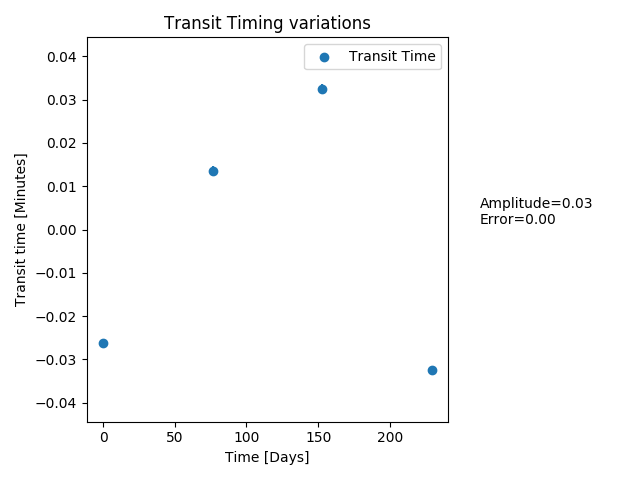 Transit Timing variations
Transit Time
0.04
0.03
0.02
0.01
0.00
−0.01
−0.02
−0.03
−0.04
Transit time [Minutes]
0
50
100
150
200
Time [Days]
Amplitude=0.03
Error=0.00